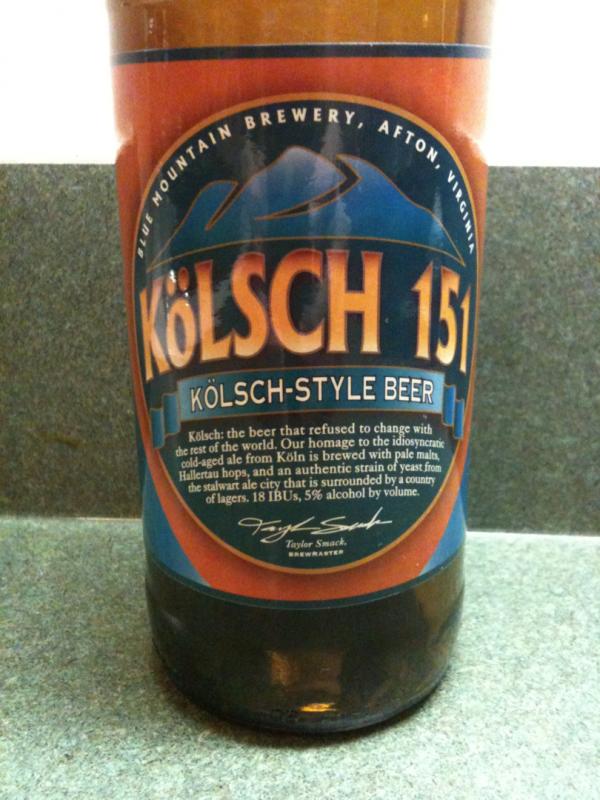 BLUE MOUNTAIN BREWERY, AFTON, VIRGINIA
KÖLSCH 151
KÖLSCH-STYLE BEER
Kölsch: the beer that refused to change with
the rest of the world. Our homage to the idiosyncratic
cold-aged ale from Köln is brewed with pale malts,
Hallertau hops, and an authentic strain of yeast from
the stalwart ale city that is surrounded by a country
of lagers. 18 IBUs, 5% alcohol by volume.
Taylor Smack
Taylor Smack,
BREWMASTER